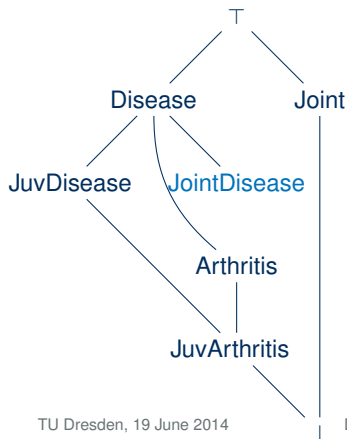 ⊤
Disease Joint
JuvDisease JointDisease
Arthritis
JuvArthritis
TU Dresden, 19 June 2014